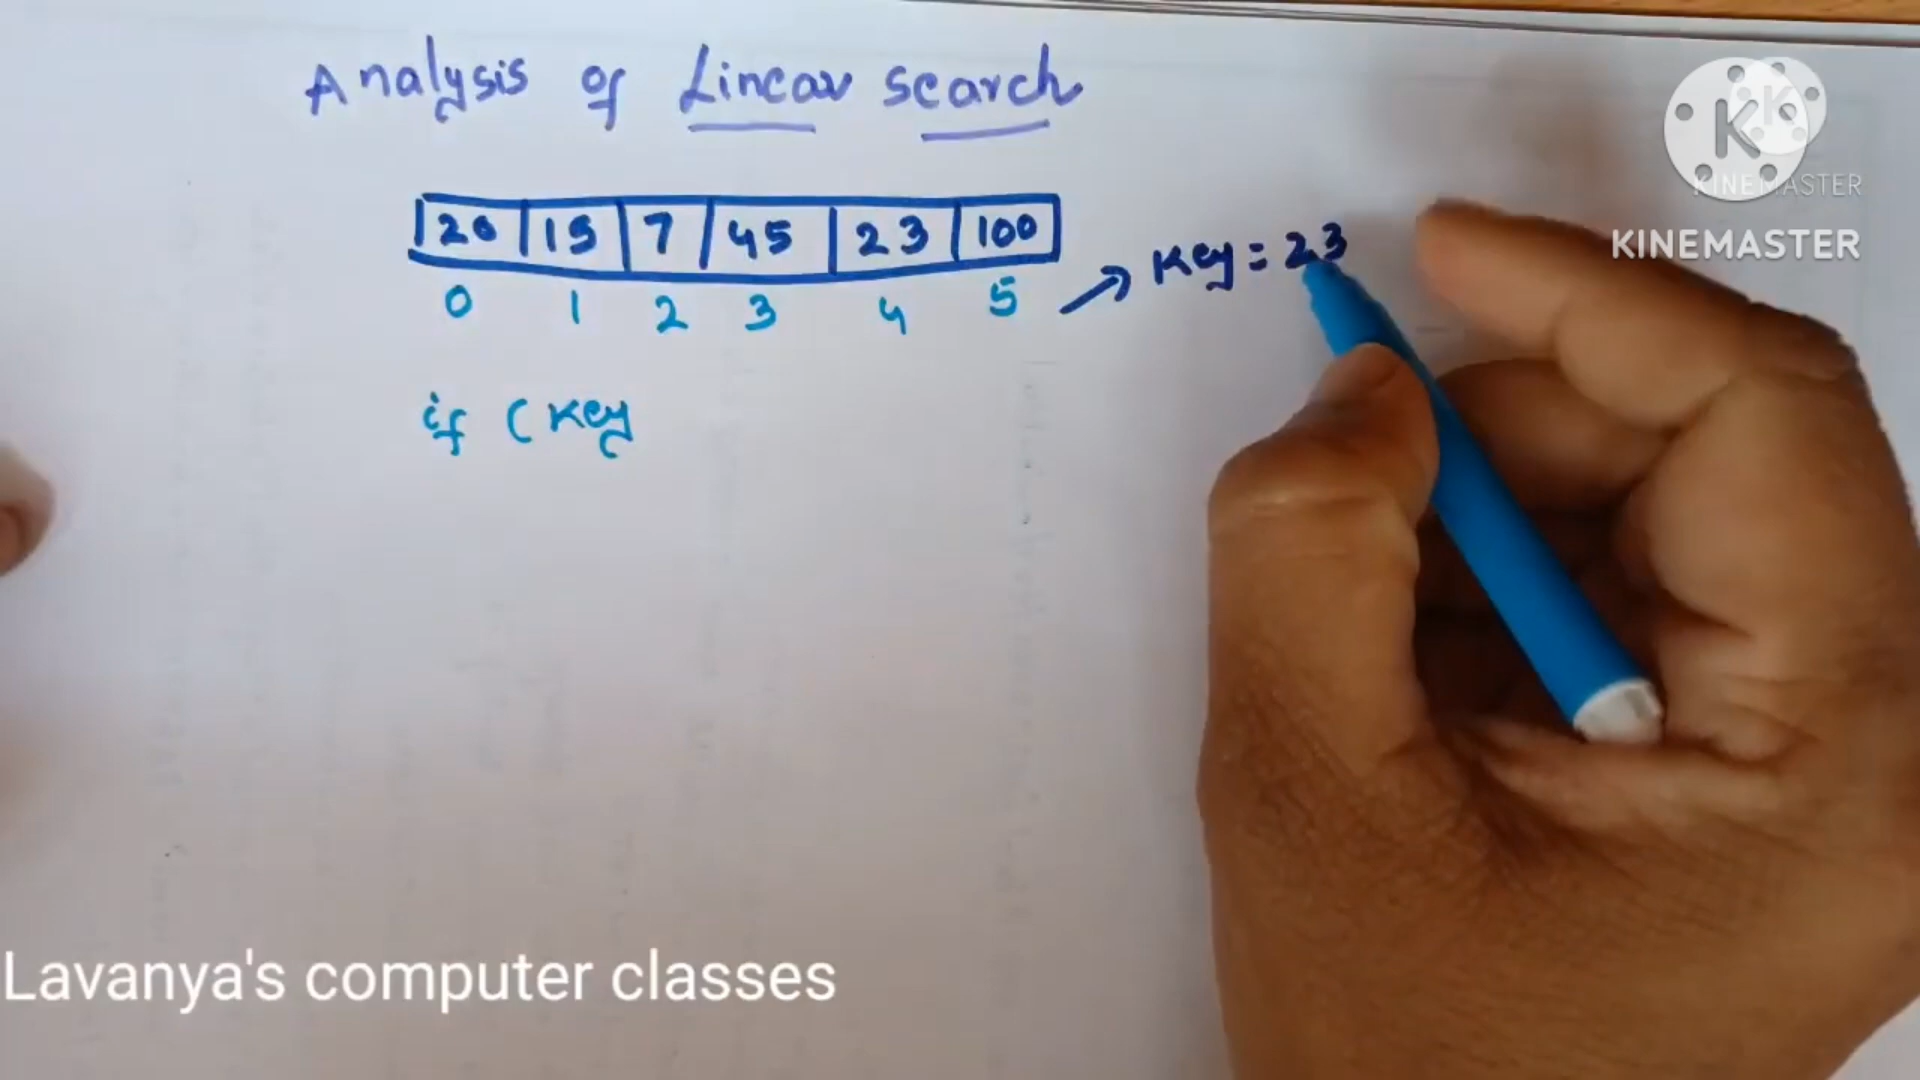 Analysis of Linear search
20 15 7 45 23 100
0 1 2 3 4 5
Key = 23
if ( Key
K K
KINEMASTER
KINEMASTER
Lavanya's computer classes